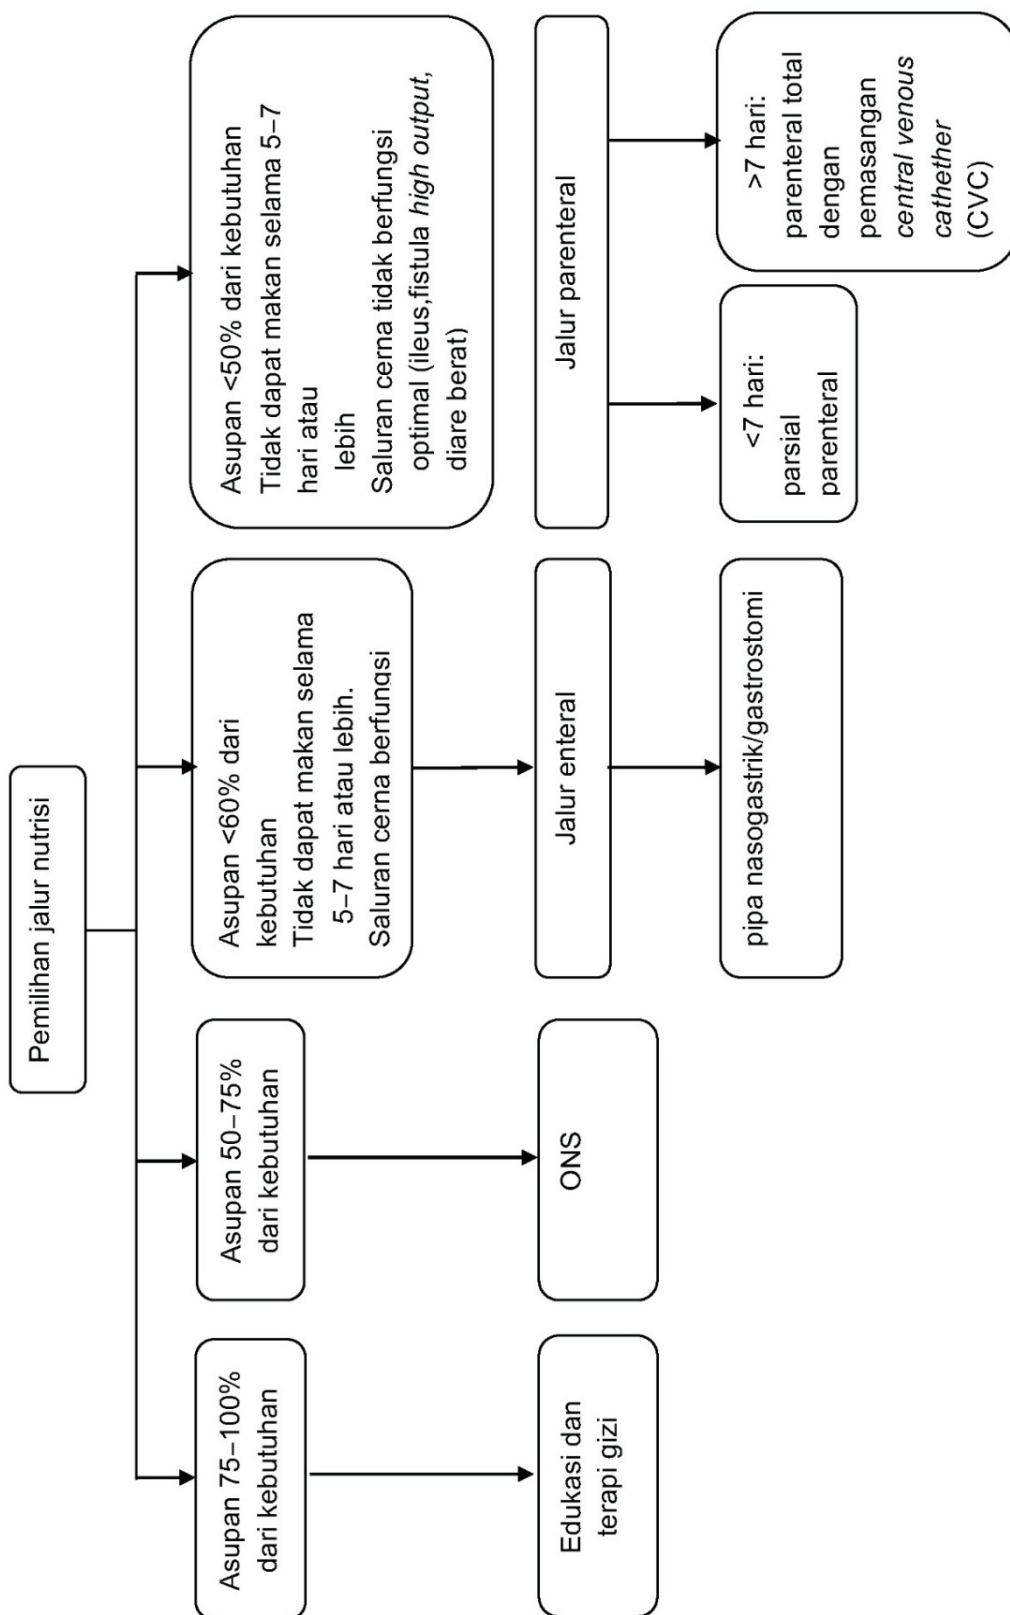 Pemilihan jalur nutrisi
Asupan 75–100%
dari kebutuhan
Asupan 50–75%
dari kebutuhan
Asupan <60% dari
kebutuhan
Tidak dapat makan selama
5–7 hari atau lebih.
Saluran cerna berfungsi
Asupan <50% dari kebutuhan
Tidak dapat makan selama 5–7
hari atau
lebih
Saluran cerna tidak berfungsi
optimal (ileus,fistula high output,
diare berat)
Edukasi dan
terapi gizi
ONS
Jalur enteral
Jalur parenteral
pipa nasogastrik/gastrostomi
<7 hari:
parsial
parenteral
>7 hari:
parenteral total
dengan
pemasangan
central venous
cathether
(CVC)